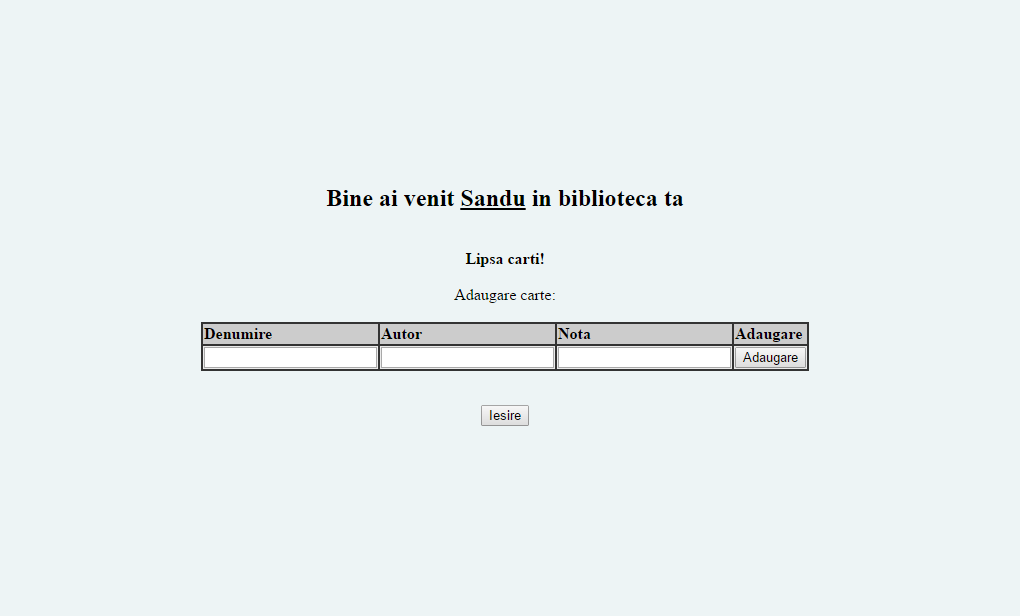 Bine ai venit Sandu in biblioteca ta
Lipsa carti!
Adaugare carte:
Denumire Autor Nota Adaugare
Adaugare
Iesire